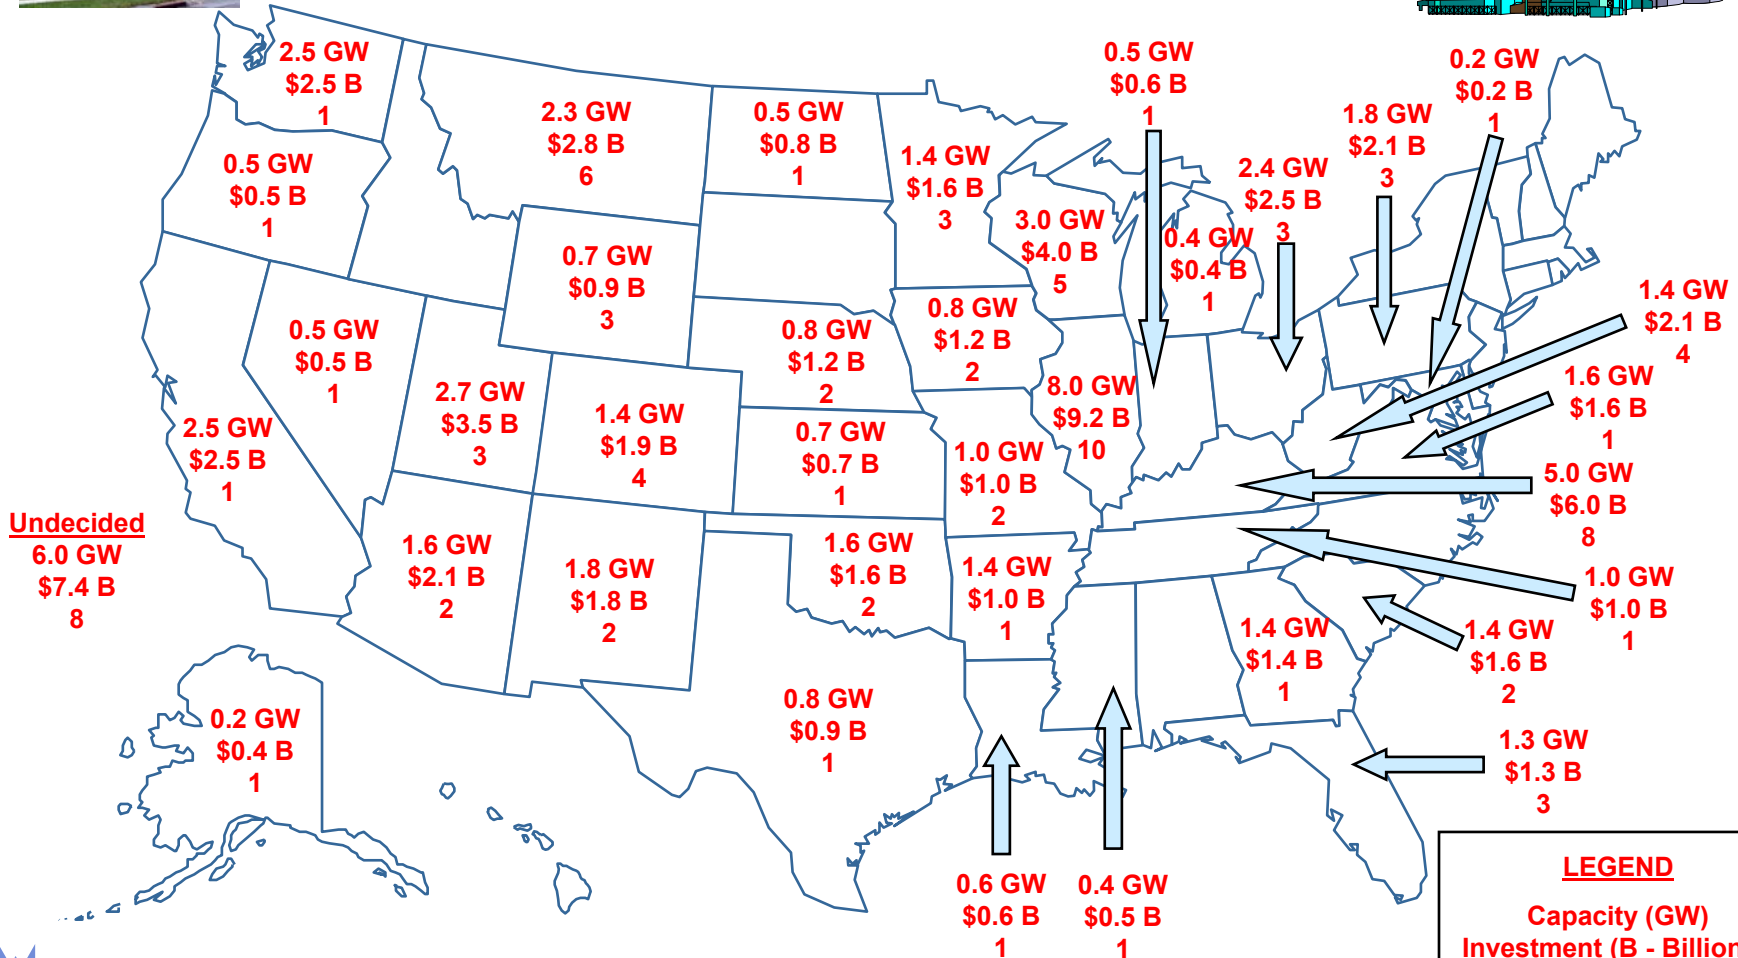 2.5 GW
$2.5 B
1
0.5 GW
$0.5 B
1
2.3 GW
$2.8 B
6
0.5 GW
$0.8 B
1
1.4 GW
$1.6 B
3
0.5 GW
$0.6 B
1
0.2 GW
$0.2 B
1
1.8 GW
$2.1 B
3
2.4 GW
$2.5 B
3
3.0 GW
$4.0 B
5
0.4 GW
$0.4 B
1
0.7 GW
$0.9 B
3
0.5 GW
$0.5 B
1
0.8 GW
$1.2 B
2
0.8 GW
$1.2 B
2
1.4 GW
$2.1 B
4
1.6 GW
$1.6 B
1
2.5 GW
$2.5 B
1
2.7 GW
$3.5 B
3
1.4 GW
$1.9 B
4
0.7 GW
$0.7 B
1
1.0 GW
$1.0 B
2
8.0 GW
$9.2 B
10
5.0 GW
$6.0 B
8
Undecided
6.0 GW
$7.4 B
8
1.6 GW
$2.1 B
2
1.8 GW
$1.8 B
2
1.6 GW
$1.6 B
2
1.4 GW
$1.0 B
1
1.0 GW
$1.0 B
1
1.4 GW
$1.4 B
1
1.4 GW
$1.6 B
2
0.2 GW
$0.4 B
1
0.8 GW
$0.9 B
1
1.3 GW
$1.3 B
3
0.6 GW
$0.6 B
1
0.4 GW
$0.5 B
1
LEGEND
Capacity (GW)
Investment (B - Billion